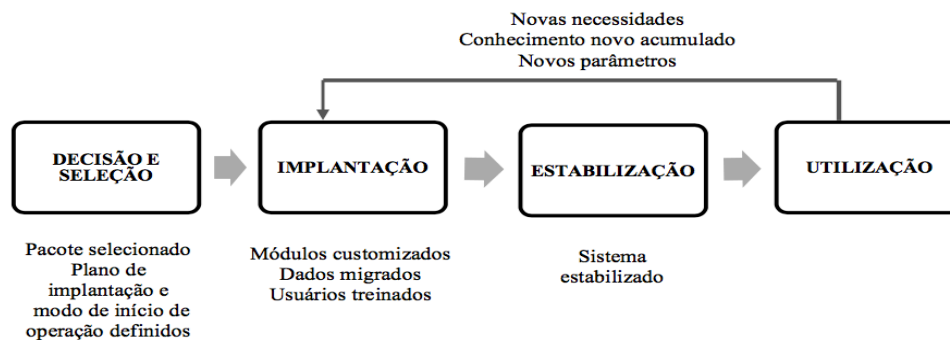 Novas necessidades
Conhecimento novo acumulado
Novos parâmetros
DECISÃO E
SELEÇÃO
IMPLANTAÇÃO
ESTABILIZAÇÃO
UTILIZAÇÃO
Pacote selecionado
Plano de
implantação e
modo de início de
operação definidos
Módulos customizados
Dados migrados
Usuários treinados
Sistema
estabilizado